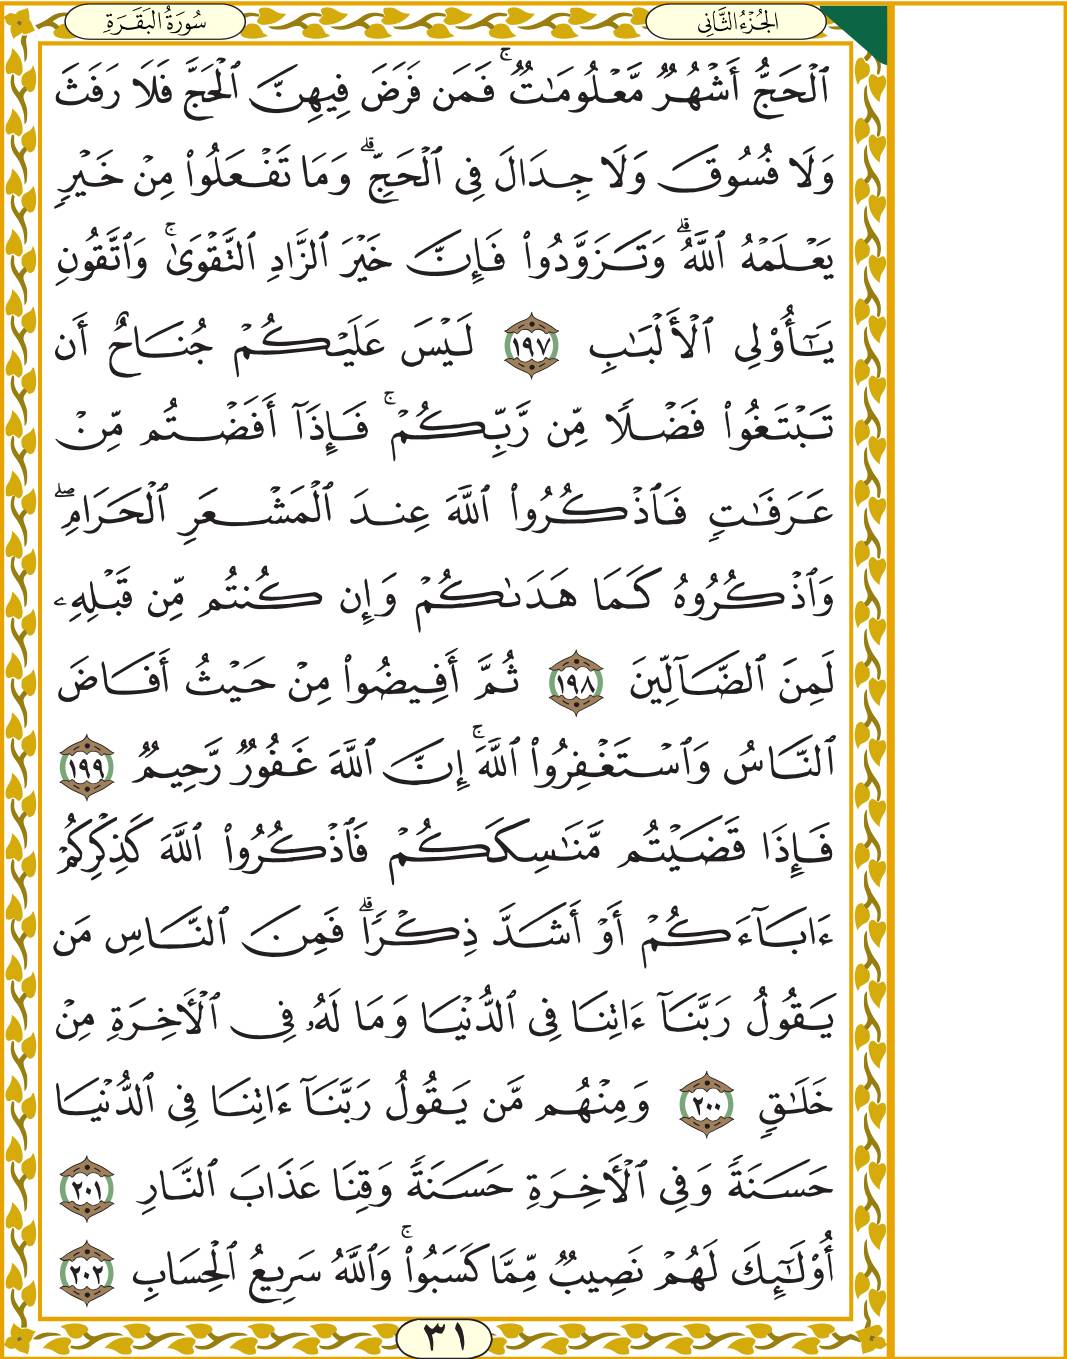 الجُزْءُ الثَّانِي
سُورَةُ البَقَرَةِ
ٱلْحَجُّ أَشْهُرٌ مَّعْلُومَٰتٌ ۚ فَمَن فَرَضَ فِيهِنَّ ٱلْحَجَّ فَلَا رَفَثَ
وَلَا فُسُوقَ وَلَا جِدَالَ فِى ٱلْحَجِّ ۗ وَمَا تَفْعَلُوا۟ مِنْ خَيْرٍ
يَعْلَمْهُ ٱللَّهُ ۗ وَتَزَوَّدُوا۟ فَإِنَّ خَيْرَ ٱلزَّادِ ٱلتَّقْوَىٰ ۚ وَٱتَّقُونِ
يَٰٓأُو۟لِى ٱلْأَلْبَٰبِ ١٩٧ لَيْسَ عَلَيْكُمْ جُنَاحٌ أَن
تَبْتَغُوا۟ فَضْلًا مِّن رَّبِّكُمْ ۚ فَإِذَآ أَفَضْتُم مِّنْ
عَرَفَٰتٍ فَٱذْكُرُوا۟ ٱللَّهَ عِندَ ٱلْمَشْعَرِ ٱلْحَرَامِ ۖ
وَٱذْكُرُوهُ كَمَا هَدَىٰكُمْ وَإِن كُنتُم مِّن قَبْلِهِۦ
لَمِنَ ٱلضَّآلِّينَ ١٩٨ ثُمَّ أَفِيضُوا۟ مِنْ حَيْثُ أَفَاضَ
ٱلنَّاسُ وَٱسْتَغْفِرُوا۟ ٱللَّهَ ۚ إِنَّ ٱللَّهَ غَفُورٌ رَّحِيمٌ ١٩٩
فَإِذَا قَضَيْتُم مَّنَٰسِكَكُمْ فَٱذْكُرُوا۟ ٱللَّهَ كَذِكْرِكُمْ
ءَابَآءَكُمْ أَوْ أَشَدَّ ذِكْرًا ۗ فَمِنَ ٱلنَّاسِ مَن
يَقُولُ رَبَّنَآ ءَاتِنَا فِى ٱلدُّنْيَا وَمَا لَهُۥ فِى ٱلْأَخِرَةِ مِنْ
خَلَٰقٍ ٢٠٠ وَمِنْهُم مَّن يَقُولُ رَبَّنَآ ءَاتِنَا فِى ٱلدُّنْيَا
حَسَنَةً وَفِى ٱلْأَخِرَةِ حَسَنَةً وَقِنَا عَذَابَ ٱلنَّارِ ٢٠١
أُو۟لَٰٓئِكَ لَهُمْ نَصِيبٌ مِّمَّا كَسَبُوا۟ ۚ وَٱللَّهُ سَرِيعُ ٱلْحِسَابِ ٢٠٢
٣١